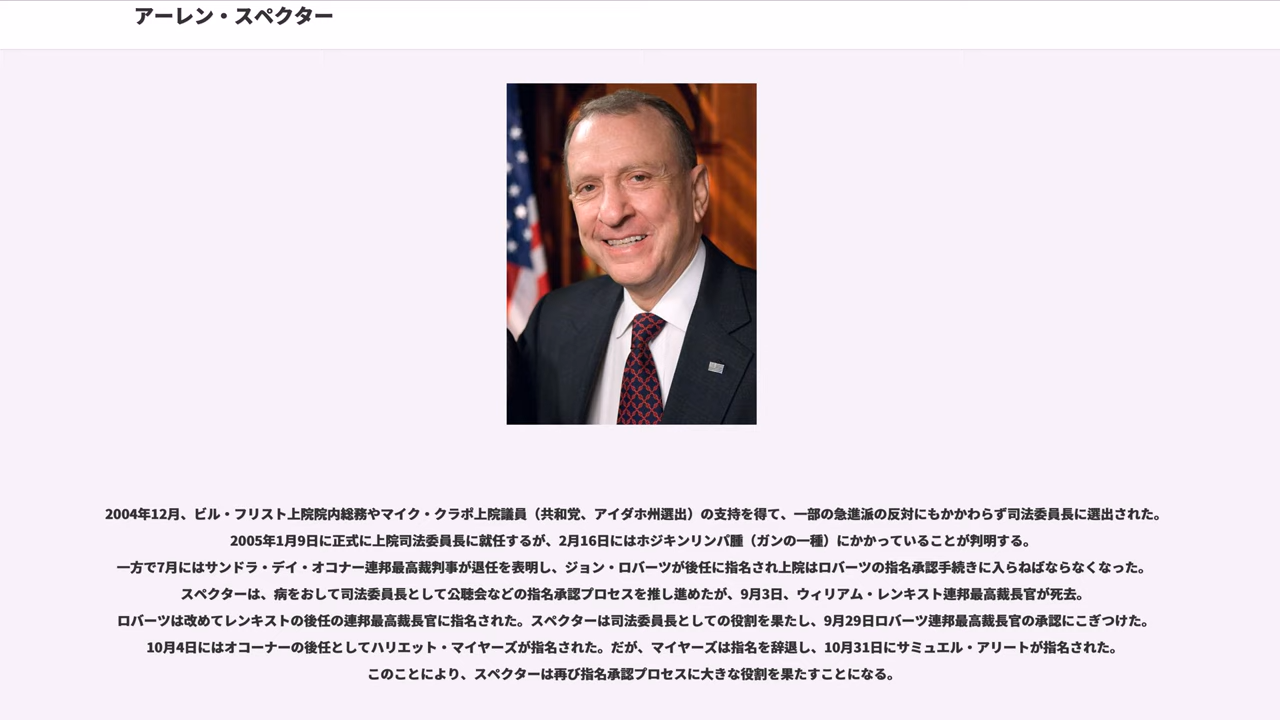 アーレン・スペクター
2004年12月、ビル・フリスト上院院内総務やマイク・クラポ上院議員（共和党、アイダホ州選出）の支持を得て、一部の急進派の反対にもかかわらず司法委員長に選出された。
2005年1月9日に正式に上院司法委員長に就任するが、2月16日にはホジキンリンパ腫（ガンの一種）にかかっていることが判明する。
一方で7月にはサンドラ・デイ・オコナー連邦最高裁判事が退任を表明し、ジョン・ロバーツが後任に指名され上院はロバーツの指名承認手続きに入らねばならなくなった。
スペクターは、病をおして司法委員長として公聴会などの指名承認プロセスを推し進めたが、9月3日、ウィリアム・レンキスト連邦最高裁長官が死去。
ロバーツは改めてレンキストの後任の連邦最高裁長官に指名された。スペクターは司法委員長としての役割を果たし、9月29日ロバーツ連邦最高裁長官の承認にこぎつけた。
10月4日にはオコーナーの後任としてハリエット・マイヤーズが指名された。だが、マイヤーズは指名を辞退し、10月31日にサミュエル・アリートが指名された。
このことにより、スペクターは再び指名承認プロセスに大きな役割を果たすことになる。